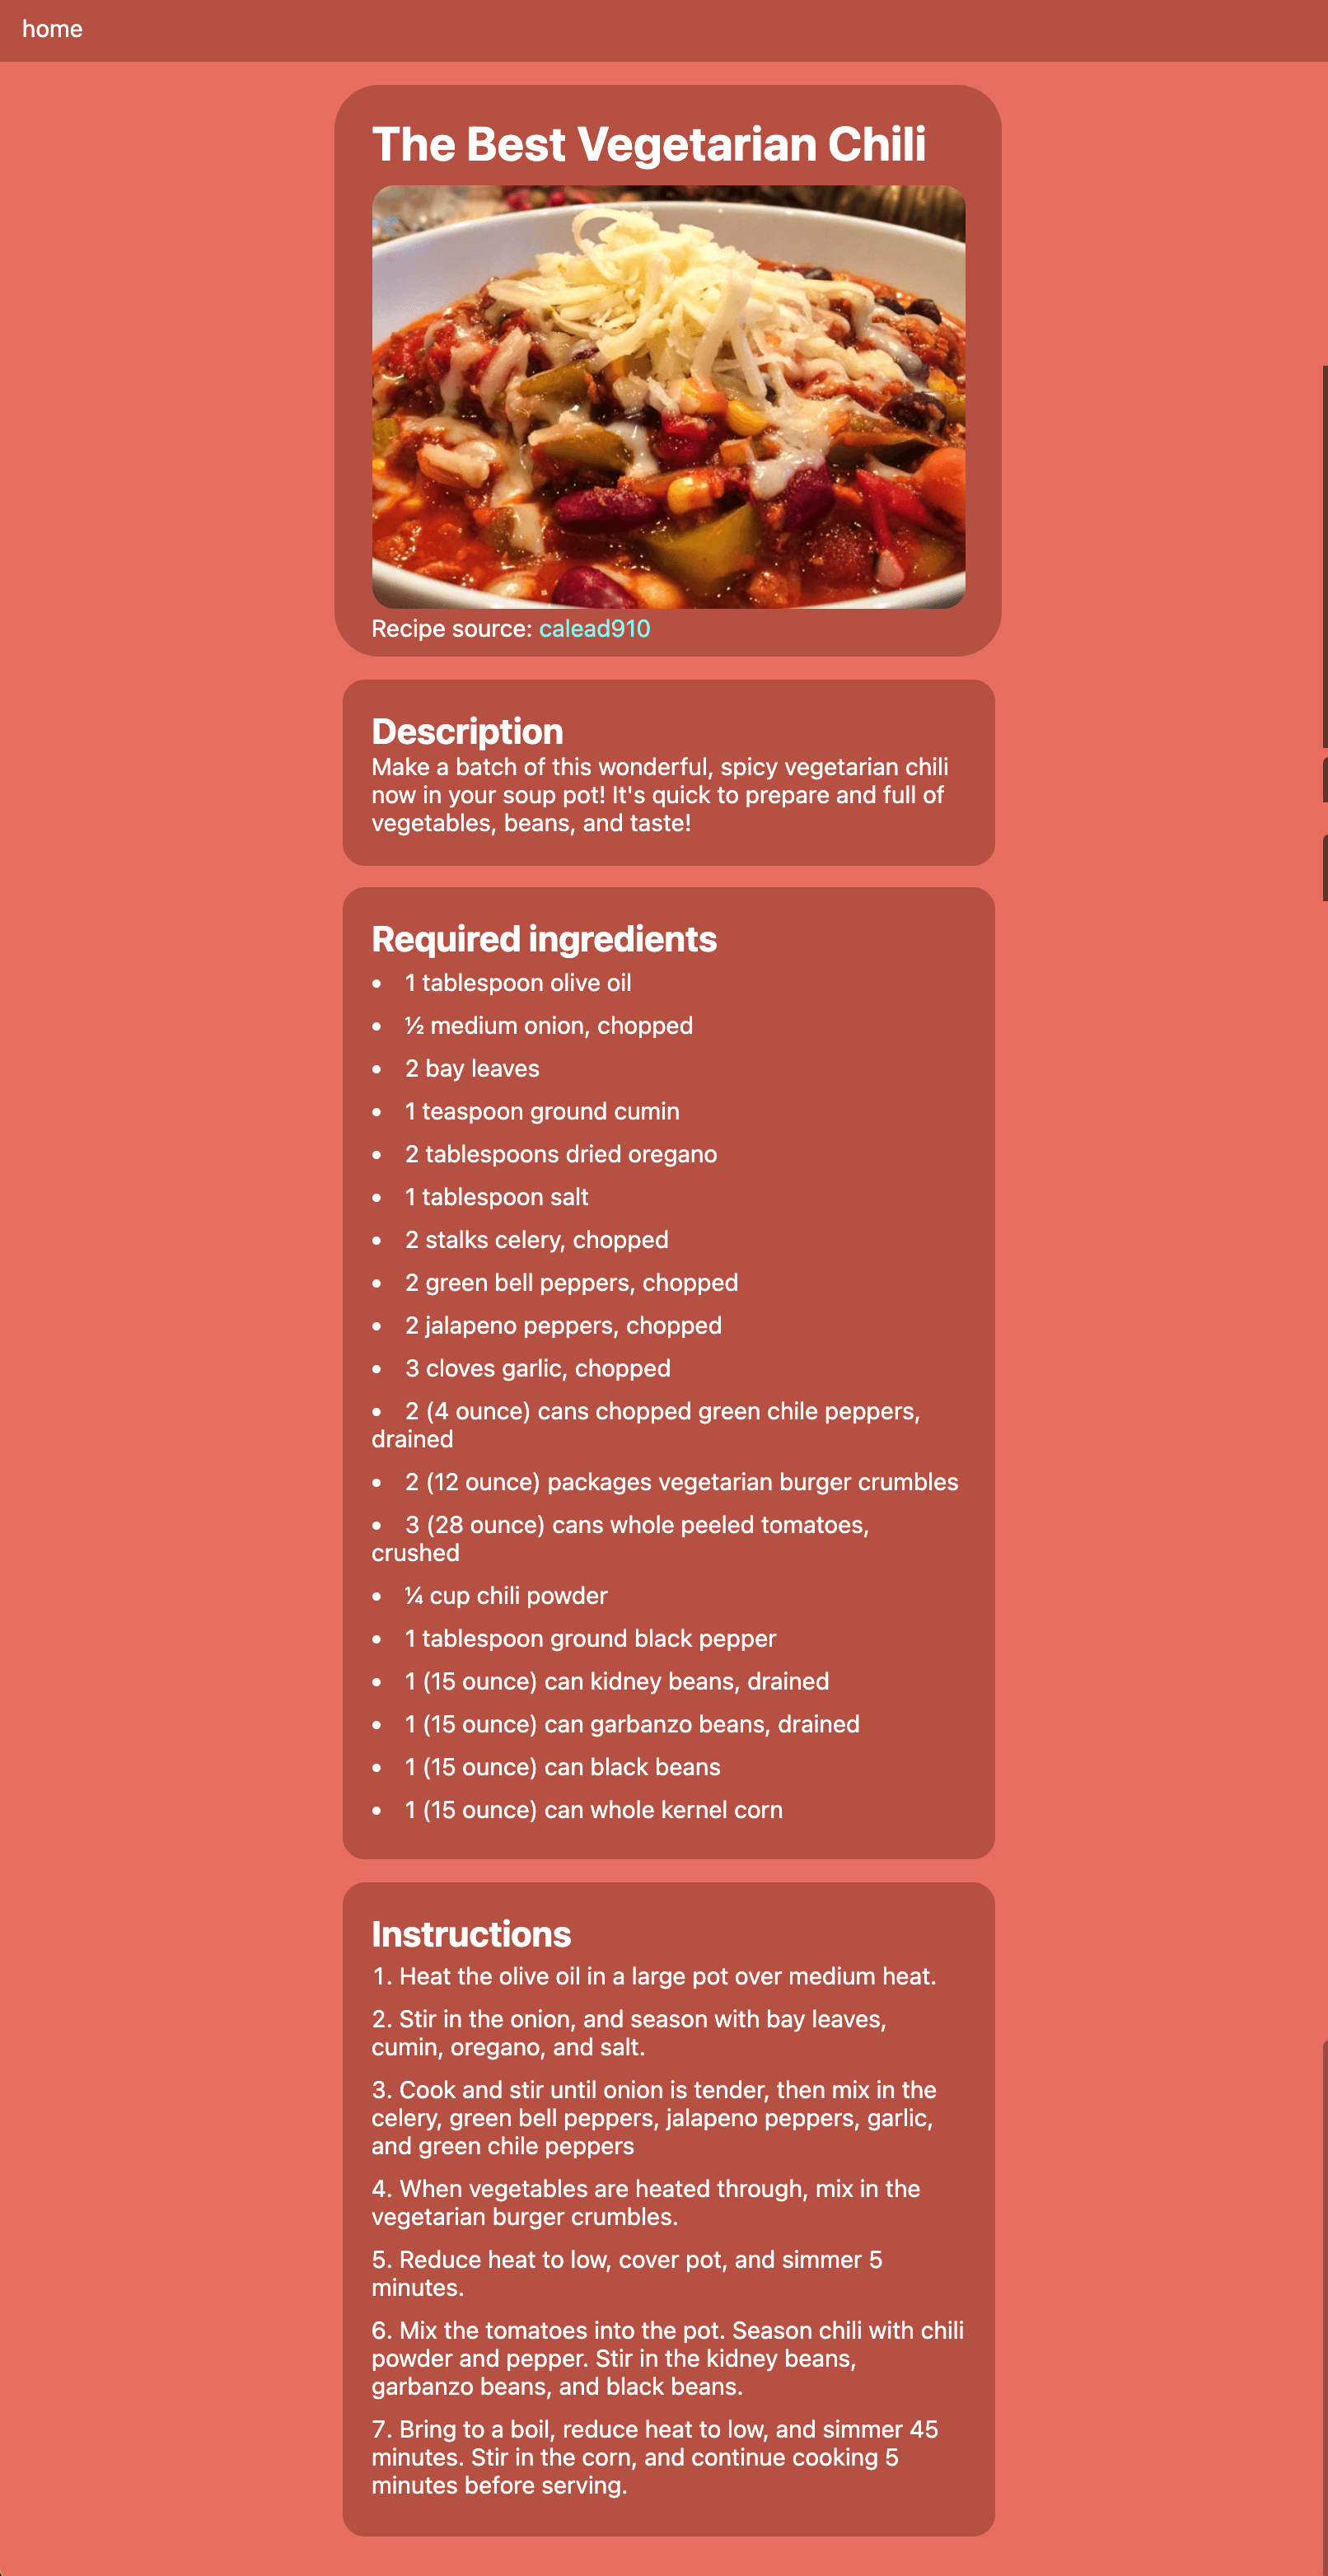 home
The Best Vegetarian Chili
Recipe source: calead910
Description
Make a batch of this wonderful, spicy vegetarian chili
now in your soup pot! It's quick to prepare and full of
vegetables, beans, and taste!
Required ingredients
• 1 tablespoon olive oil
• ½ medium onion, chopped
• 2 bay leaves
• 1 teaspoon ground cumin
• 2 tablespoons dried oregano
• 1 tablespoon salt
• 2 stalks celery, chopped
• 2 green bell peppers, chopped
• 2 jalapeno peppers, chopped
• 3 cloves garlic, chopped
• 2 (4 ounce) cans chopped green chile peppers,
drained
• 2 (12 ounce) packages vegetarian burger crumbles
• 3 (28 ounce) cans whole peeled tomatoes,
crushed
• ¼ cup chili powder
• 1 tablespoon ground black pepper
• 1 (15 ounce) can kidney beans, drained
• 1 (15 ounce) can garbanzo beans, drained
• 1 (15 ounce) can black beans
• 1 (15 ounce) can whole kernel corn
Instructions
1. Heat the olive oil in a large pot over medium heat.
2. Stir in the onion, and season with bay leaves,
cumin, oregano, and salt.
3. Cook and stir until onion is tender, then mix in the
celery, green bell peppers, jalapeno peppers, garlic,
and green chile peppers
4. When vegetables are heated through, mix in the
vegetarian burger crumbles.
5. Reduce heat to low, cover pot, and simmer 5
minutes.
6. Mix the tomatoes into the pot. Season chili with chili
powder and pepper. Stir in the kidney beans,
garbanzo beans, and black beans.
7. Bring to a boil, reduce heat to low, and simmer 45
minutes. Stir in the corn, and continue cooking 5
minutes before serving.